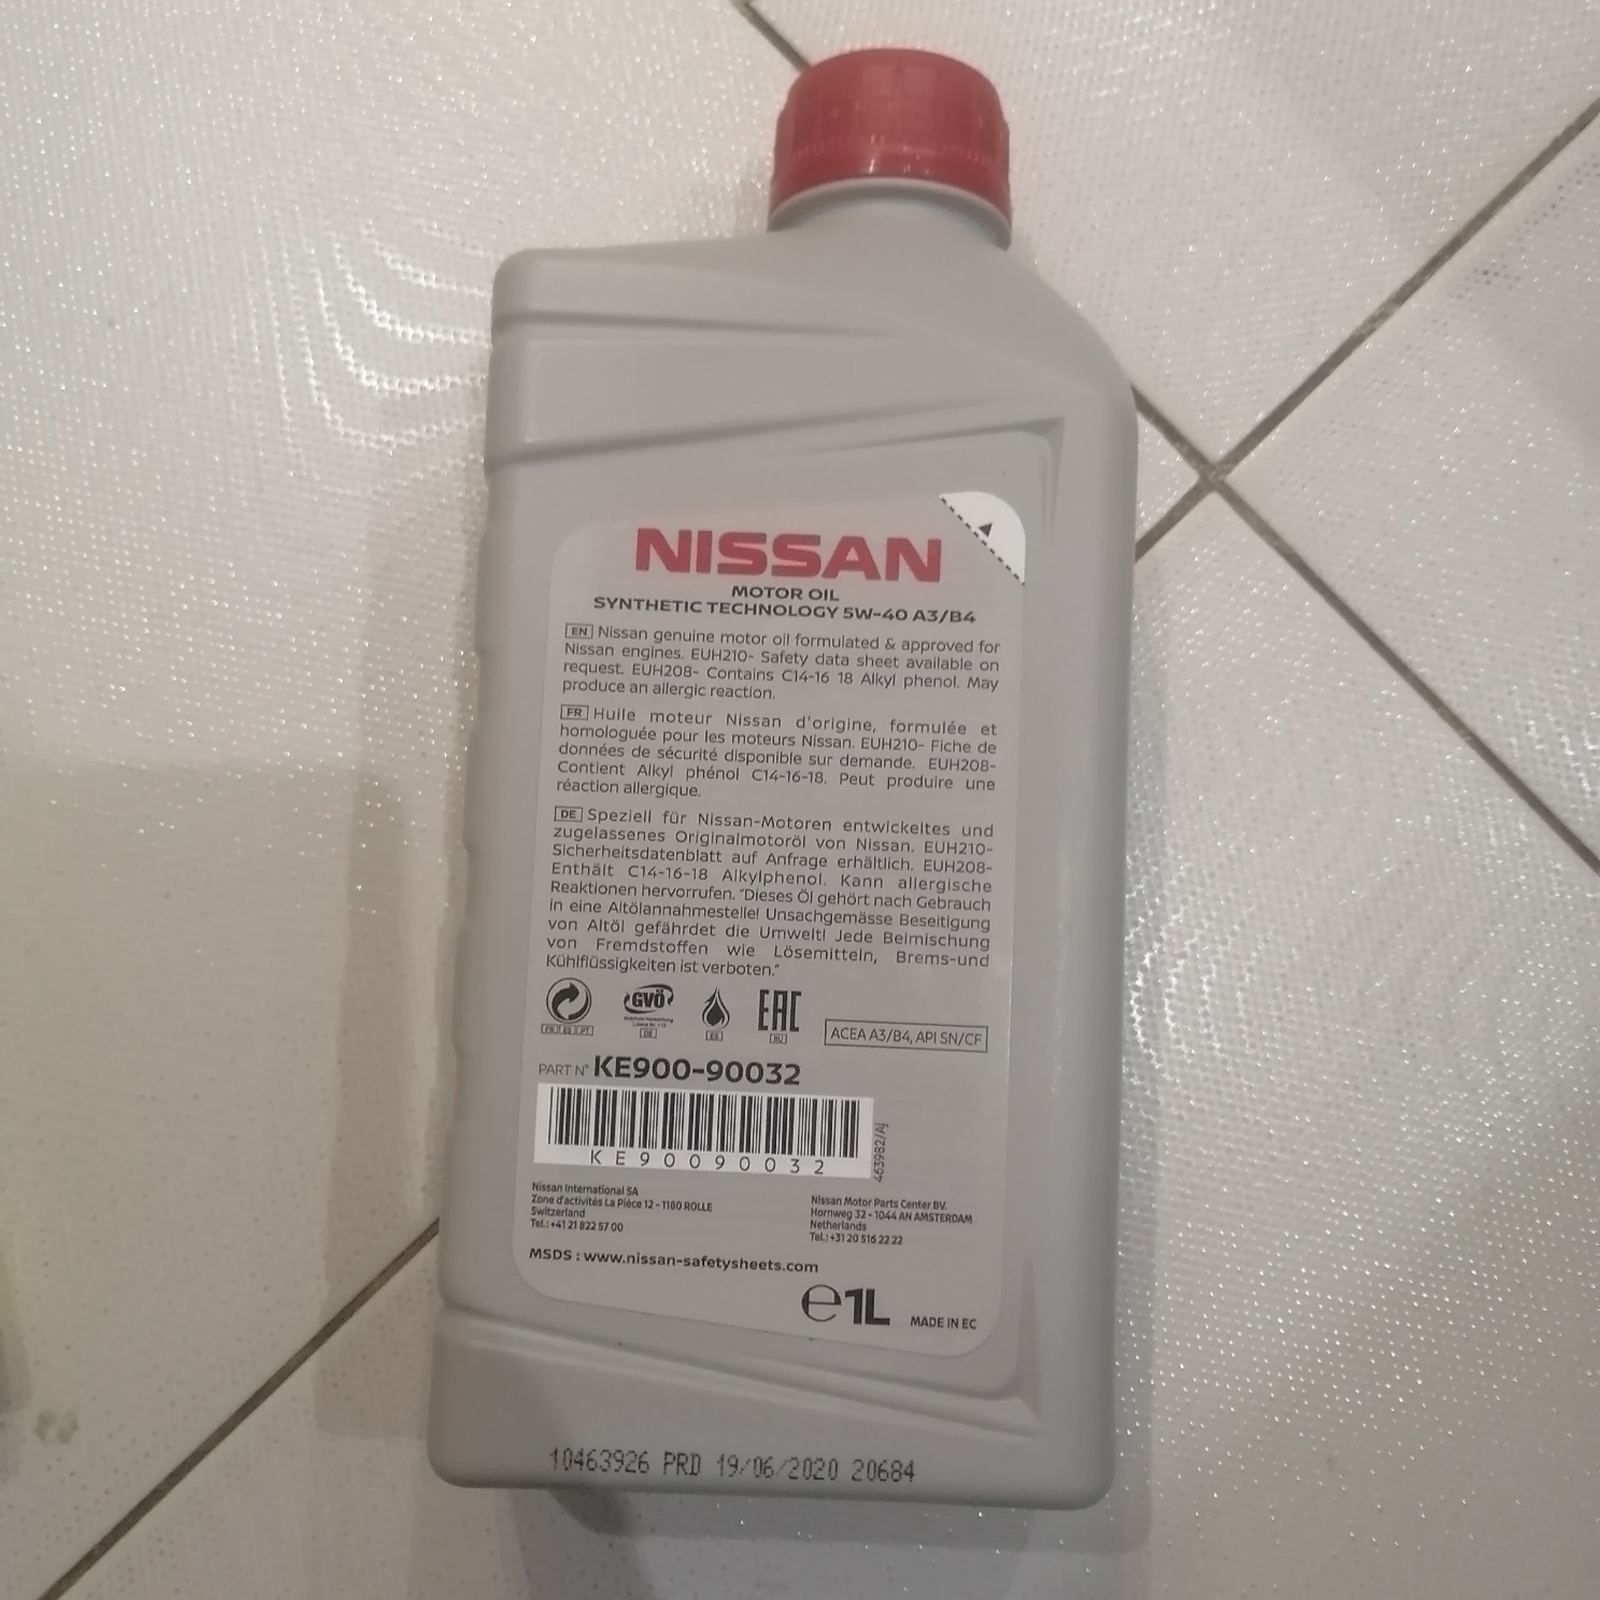 NISSAN
MOTOR OIL
SYNTHETIC TECHNOLOGY 5W-40 A3/B4
EN Nissan genuine motor oil formulated & approved for
Nissan engines. EUH210- Safety data sheet available on
request. EUH208- Contains C14-16 18 Alkyl phenol. May
produce an allergic reaction.
FR Huile moteur Nissan d'origine, formulée et
homologuée pour les moteurs Nissan. EUH210- Fiche de
données de sécurité disponible sur demande. EUH208-
Contient Alkyl phénol C14-16-18. Peut produire une
réaction allergique.
DE Speziell für Nissan-Motoren entwickeltes und
zugelassenes Originalmotoröl von Nissan. EUH210-
Sicherheitsdatenblatt auf Anfrage erhältlich. EUH208-
Enthält C14-16-18 Alkylphenol. Kann allergische
Reaktionen hervorrufen. "Dieses Öl gehört nach Gebrauch
in eine Altölannahmestelle! Unsachgemässe Beseitigung
von Altöl gefährdet die Umwelt! Jede Beimischung
von Fremdstoffen wie Lösemitteln, Brems-und
Kühlflüssigkeiten ist verboten."
GVÖ
EAC
FR ES PT
DE
ES
RU
ACEA A3/B4, API SN/CF
PART N° KE900-90032
KE90090032
463982/Aj
Nissan International SA
Zone d'activités La Pièce 12 - 1180 ROLLE
Switzerland
Tel.: +41 21 822 57 00
Nissan Motor Parts Center BV.
Hornweg 32 - 1044 AN AMSTERDAM
Netherlands
Tel.: +31 20 516 22 22
MSDS : www.nissan-safetysheets.com
e 1L
MADE IN EC
10463926 PRD 19/06/2020 20684